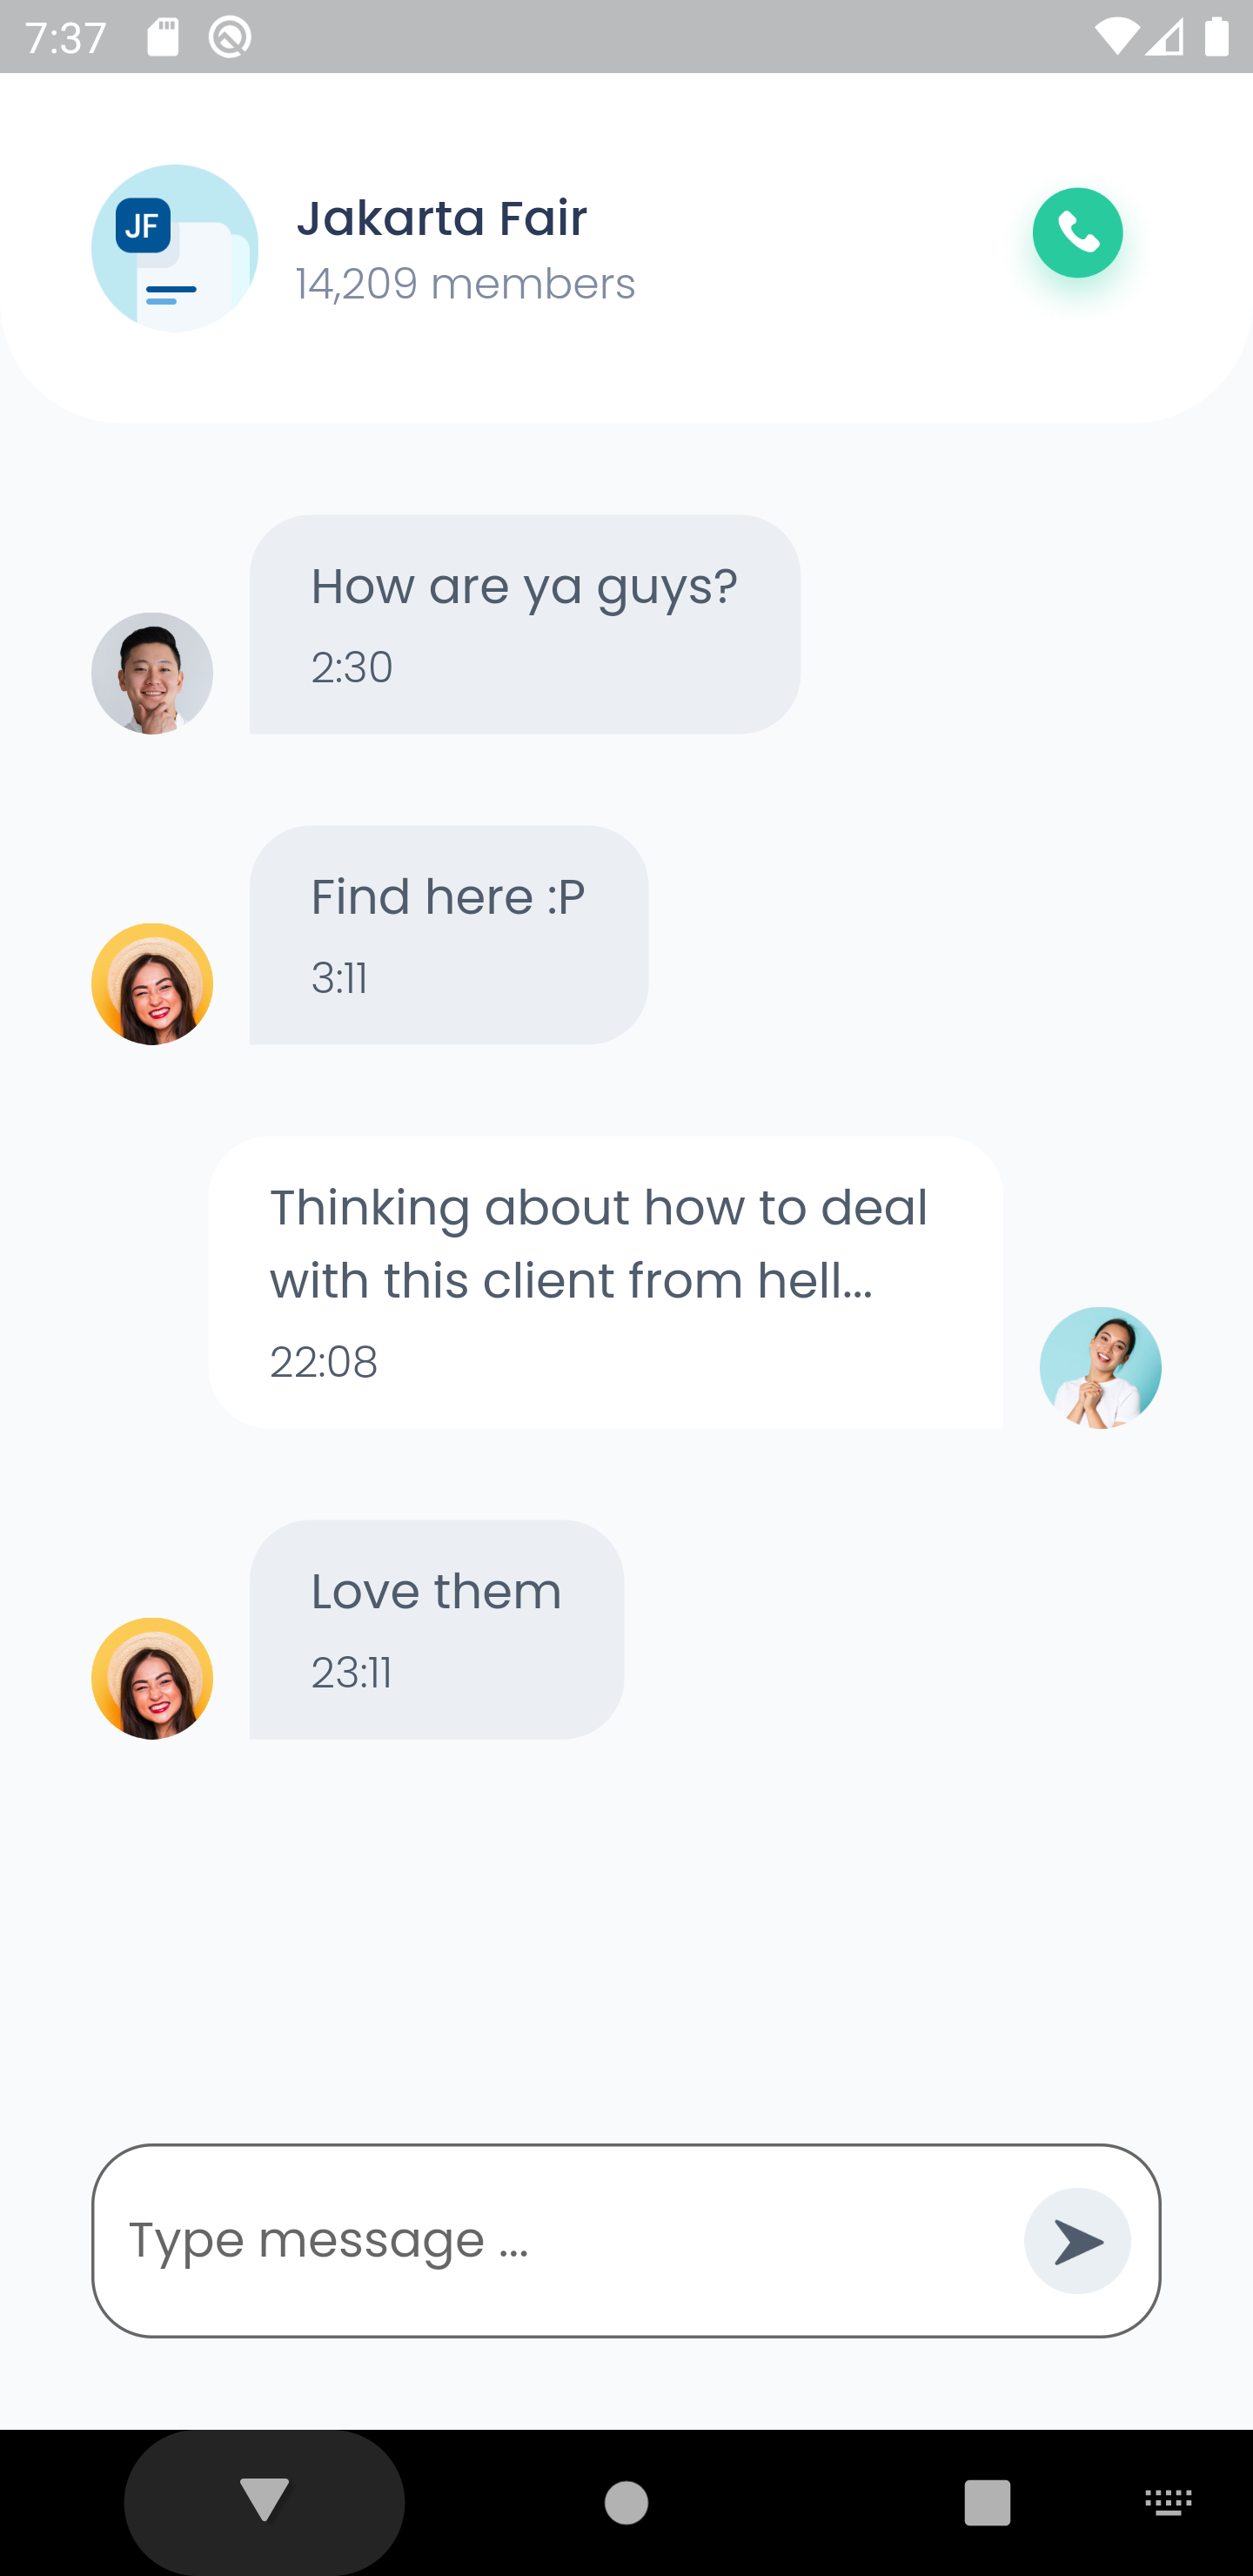 7:37
JF
Jakarta Fair
14,209 members
How are ya guys?
2:30
Find here :P
3:11
Thinking about how to deal
with this client from hell...
22:08
Love them
23:11
Type message ...